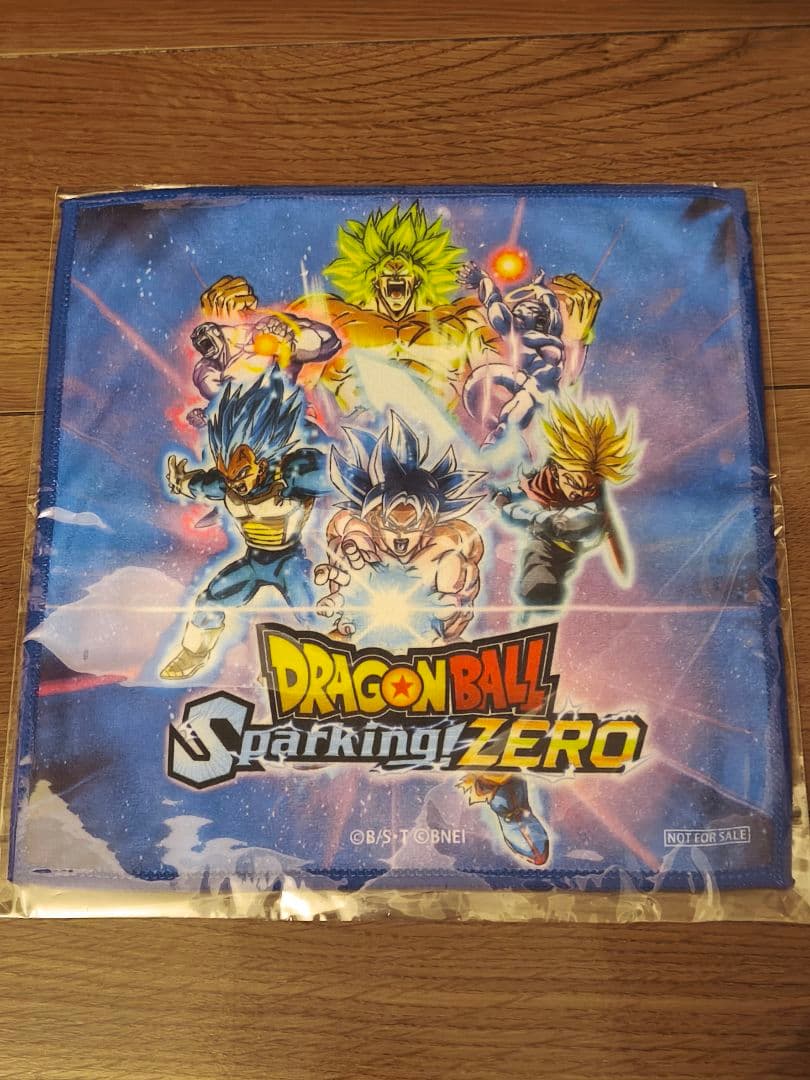 DRAGON BALL
Sparking! ZERO
©B/S・T ©BNEI
NOT FOR SALE